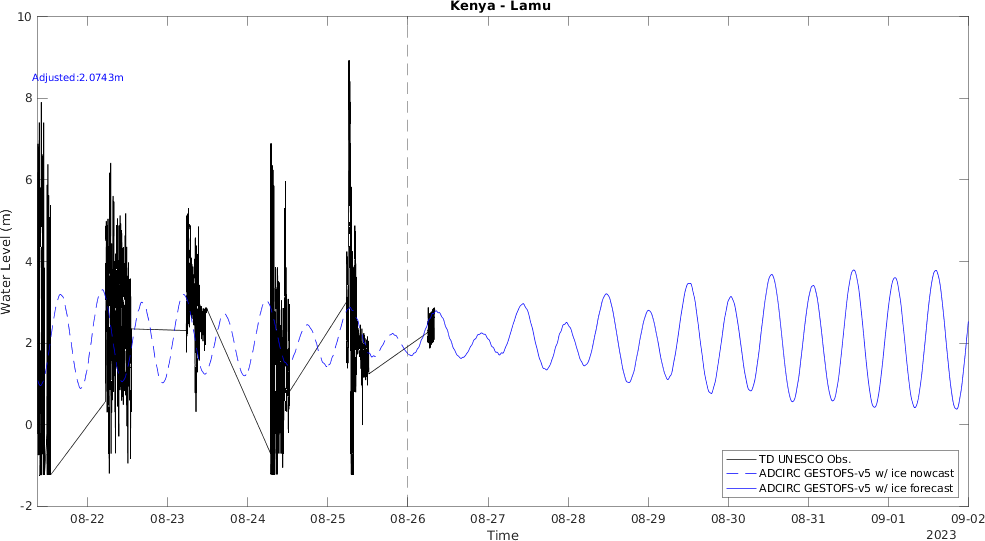 Kenya - Lamu
Adjusted:2.0743m
10
8
6
4
2
0
-2
Water Level (m)
08-22 08-23 08-24 08-25 08-26 08-27 08-28 08-29 08-30 08-31 09-01 09-02
Time
2023
TD UNESCO Obs.
ADCIRC GESTOFS-v5 w/ ice nowcast
ADCIRC GESTOFS-v5 w/ ice forecast